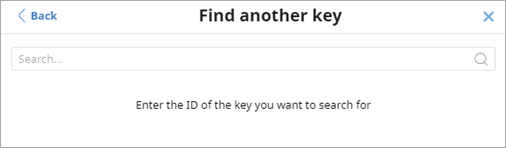 Back
Find another key
Search...
Enter the ID of the key you want to search for